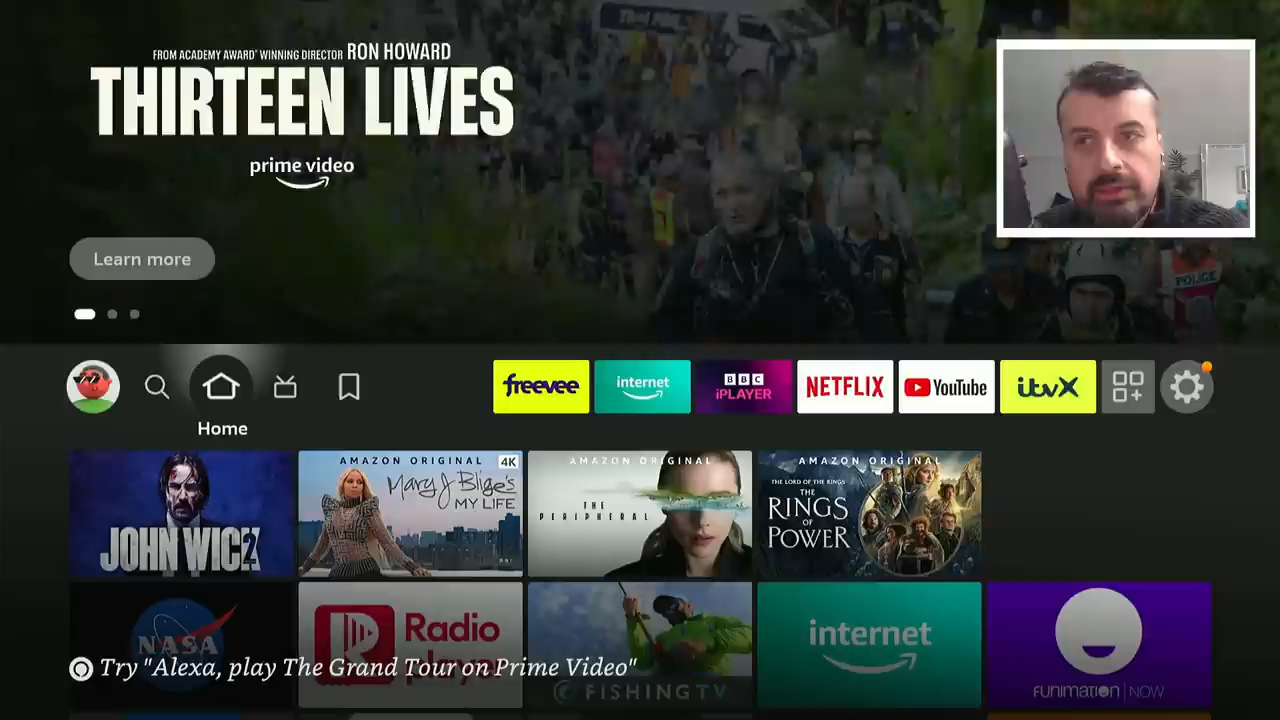 FROM ACADEMY AWARD® WINNING DIRECTOR RON HOWARD
THIRTEEN LIVES
prime video
POLICE
Learn more
freevee
internet
BBC
iPLAYER
NETFLIX
YouTube
itvX
Home
JOHN WICK 2
AMAZON ORIGINAL
4K
Mary J Blige's
MY LIFE
AMAZON ORIGINAL
THE
PERIPHERAL
AMAZON ORIGINAL
THE LORD OF THE RINGS
THE
RINGS
OF
POWER
NASA
Radio
player
FISHINGTV
internet
FUNIMATION | NOW
Try "Alexa, play The Grand Tour on Prime Video"